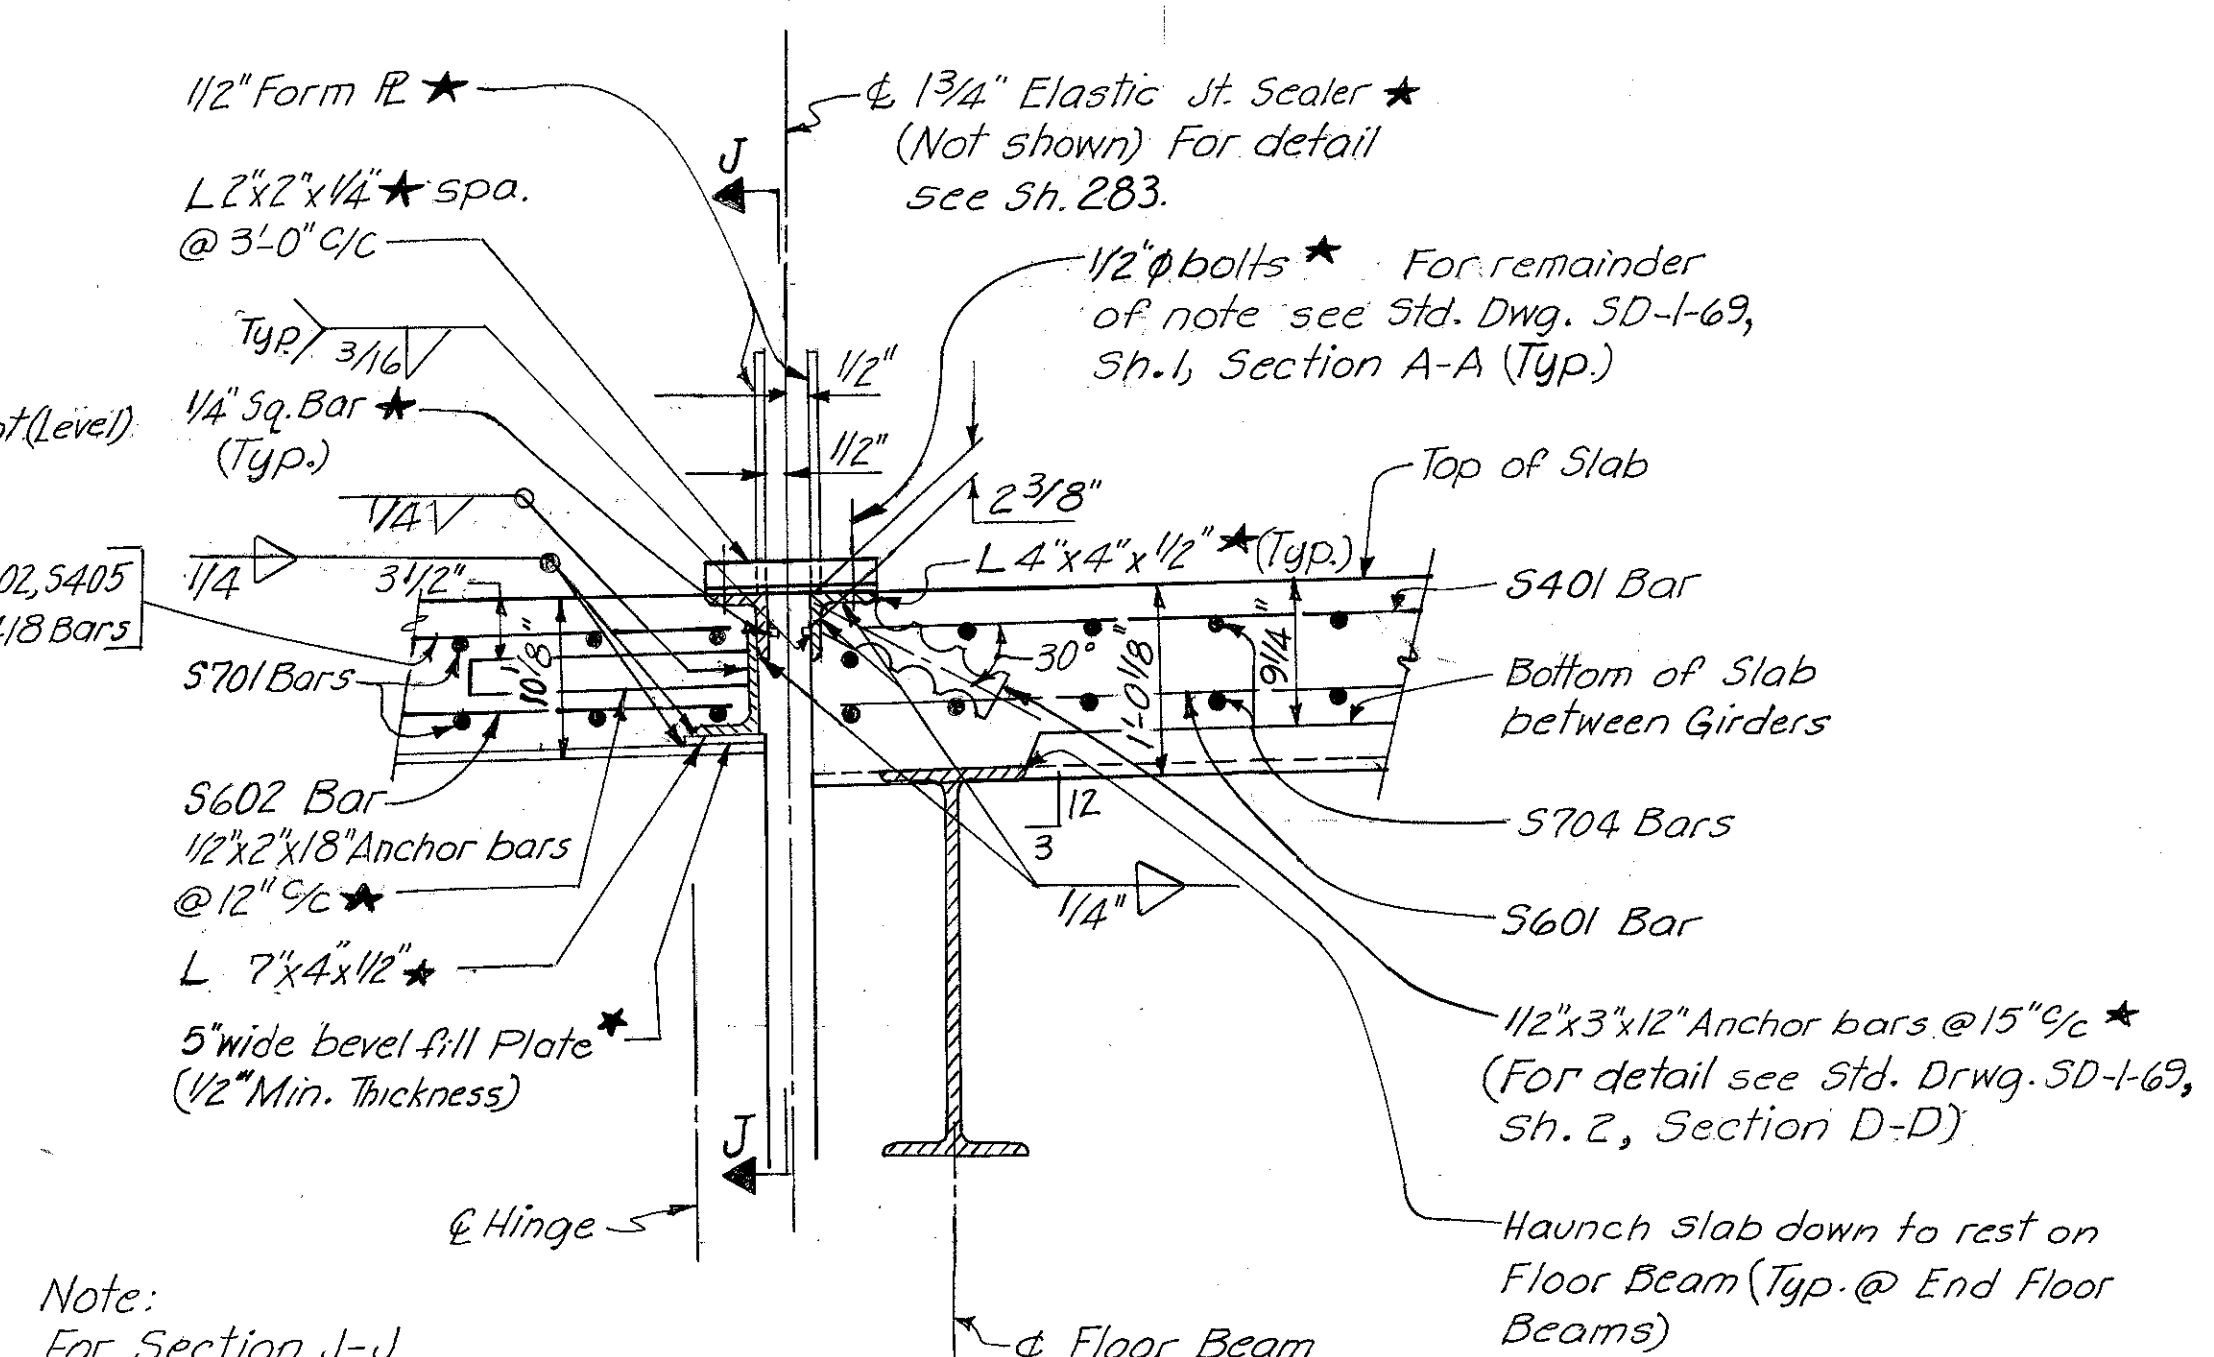 1/2" Form ℄ ★
L 2"x2"x1/4" ★ spa.
@ 3'-0" c/c
Typ.
3/16
1/4" Sq. Bar ★
(Typ.)
(Level)
1/4
1/4
3 1/2"
02, S405
18 Bars
S701 Bars
10 1/8"
S602 Bar
1/2"x2"x18" Anchor bars
@ 12" c/c ★
L 7"x4"x1/2" ★
5" wide bevel fill Plate ★
(1/2" Min. Thickness)
℄ Hinge
Note:
For Section J-J
J
J
℄ 1 3/4" Elastic Jt. Sealer ★
(Not shown) For detail
see Sh. 283.
1/2" φ bolts ★ For remainder
of note see Std. Dwg. SD-1-69,
Sh. 1, Section A-A (Typ.)
1/2"
1/2"
2 3/8"
L 4"x4"x1/2" ★ (Typ.)
Top of Slab
S401 Bar
30°
1'-0 1/8"
9 1/4"
Bottom of Slab
between Girders
12
3
1/4"
S704 Bars
S601 Bar
1/2"x3"x12" Anchor bars @ 15" c/c ★
(For detail see Std. Drwg. SD-1-69,
Sh. 2, Section D-D)
Haunch slab down to rest on
Floor Beam (Typ. @ End Floor
Beams)
℄ Floor Beam